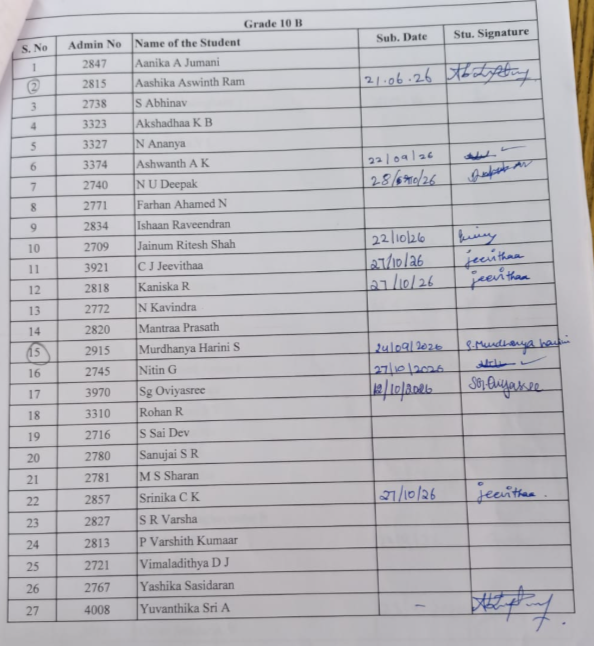 Grade 10 B
S. No Admin No Name of the Student Sub. Date Stu. Signature
1 2847 Aanika A Jumani
2 2815 Aashika Aswinth Ram 21.06.26
3 2738 S Abhinav
4 3323 Akshadhaa K B
5 3327 N Ananya
6 3374 Ashwanth A K 22/09/26
7 2740 N U Deepak
8 2771 Farhan Ahamed N
9 2834 Ishaan Raveendran
10 2709 Jainum Ritesh Shah 22/10/26
11 3921 C J Jeevithaa 27/10/26 jeevithaa
12 2818 Kaniska R 27/10/26 jeevithaa
13 2772 N Kavindra
14 2820 Mantraa Prasath
15 2915 Murdhanya Harini S 24/09/2026 S.Murdhanya harini
16 2745 Nitin G 27/10/2026
17 3970 Sg Oviyasree
18 3310 Rohan R
19 2716 S Sai Dev
20 2780 Sanujai S R
21 2781 M S Sharan
22 2857 Srinika C K 27/10/26 jeevithaa.
23 2827 S R Varsha
24 2813 P Varshith Kumaar
25 2721 Vimaladithya D J
26 2767 Yashika Sasidaran
27 4008 Yuvanthika Sri A –